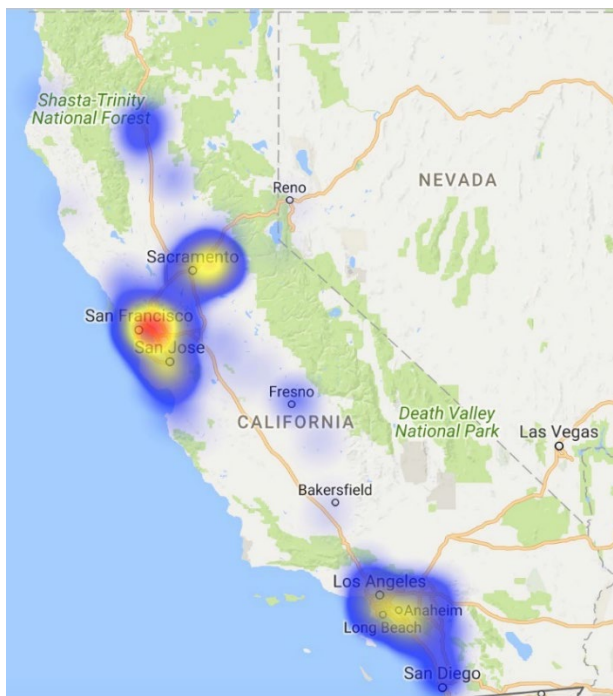 Shasta-Trinity
National Forest
Reno
NEVADA
Sacramento
San Francisco
San Jose
Fresno
CALIFORNIA
Death Valley
National Park
Las Vegas
Bakersfield
Los Angeles
Anaheim
Long Beach
San Diego